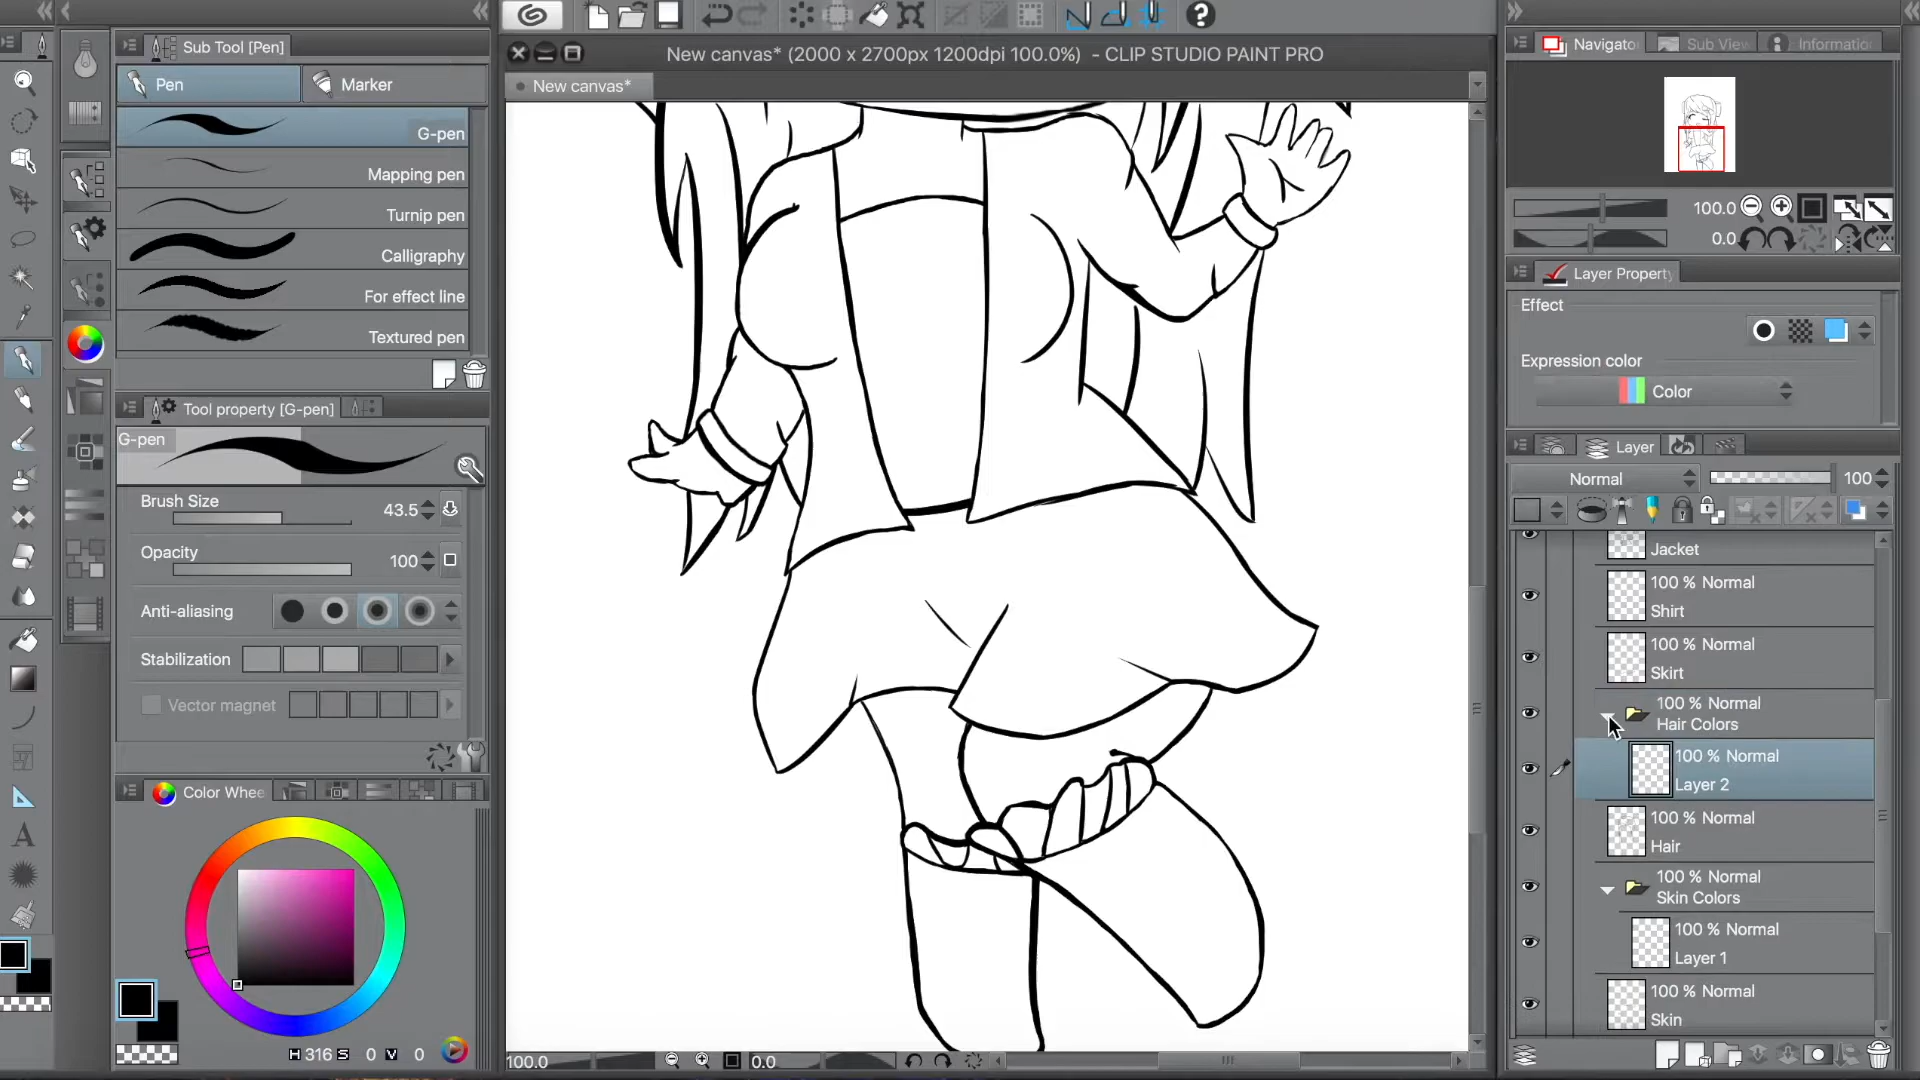 Sub Tool [Pen]
Pen
Marker
G-pen
Mapping pen
Turnip pen
Calligraphy
For effect line
Textured pen
Tool property [G-pen]
G-pen
Brush Size
43.5
Opacity
100
Anti-aliasing
Stabilization
Vector magnet
Color Whee
H 316 S 0 V 0
New canvas* (2000 x 2700px 1200dpi 100.0%) - CLIP STUDIO PAINT PRO
New canvas*
100.0
0.0
Navigato
Sub View
Information
100.0
0.0
Layer Property
Effect
Expression color
Color
Layer
Normal
100
Jacket
100 % Normal
Shirt
100 % Normal
Skirt
100 % Normal
Hair Colors
100 % Normal
Layer 2
100 % Normal
Hair
100 % Normal
Skin Colors
100 % Normal
Layer 1
100 % Normal
Skin